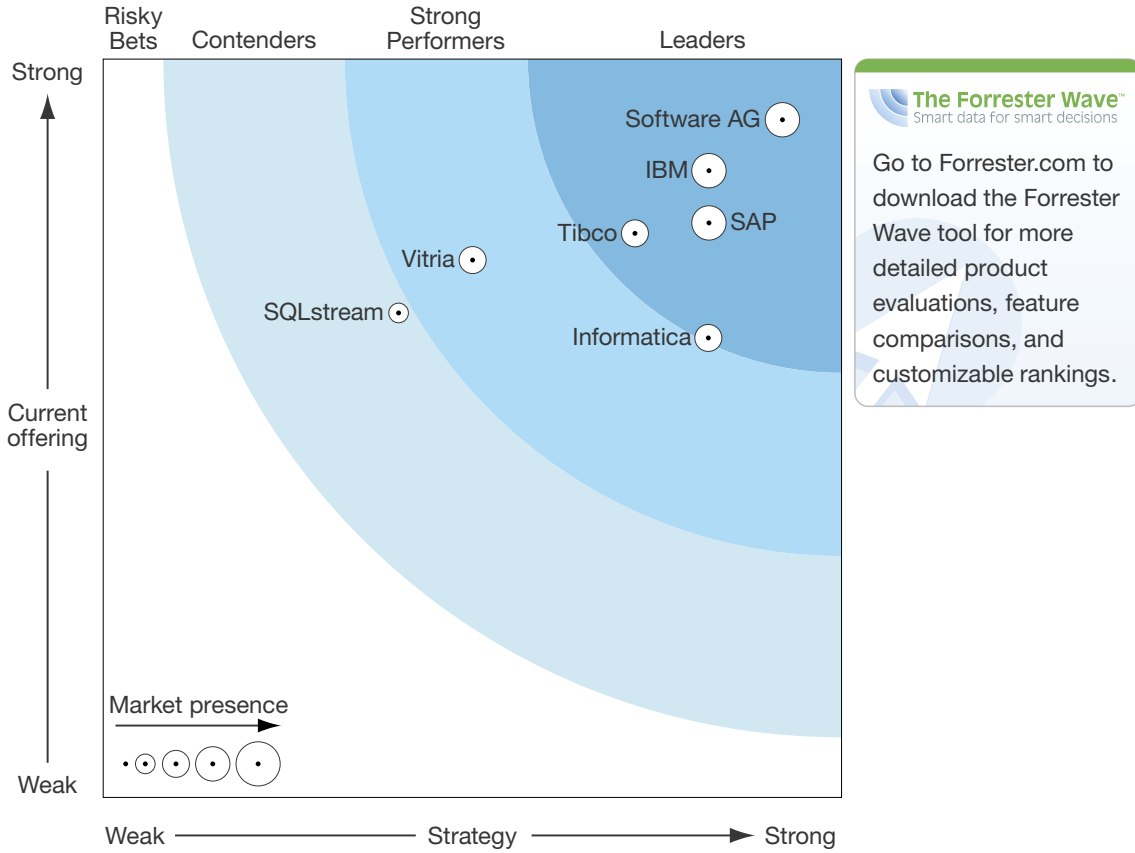 Risky
Bets
Contenders
Strong
Performers
Leaders
Strong
Current
offering
Weak
Software AG
IBM
SAP
Tibco
Vitria
SQLstream
Informatica
Market presence
Weak
Strategy
Strong
The Forrester Wave™
Smart data for smart decisions
Go to Forrester.com to
download the Forrester
Wave tool for more
detailed product
evaluations, feature
comparisons, and
customizable rankings.